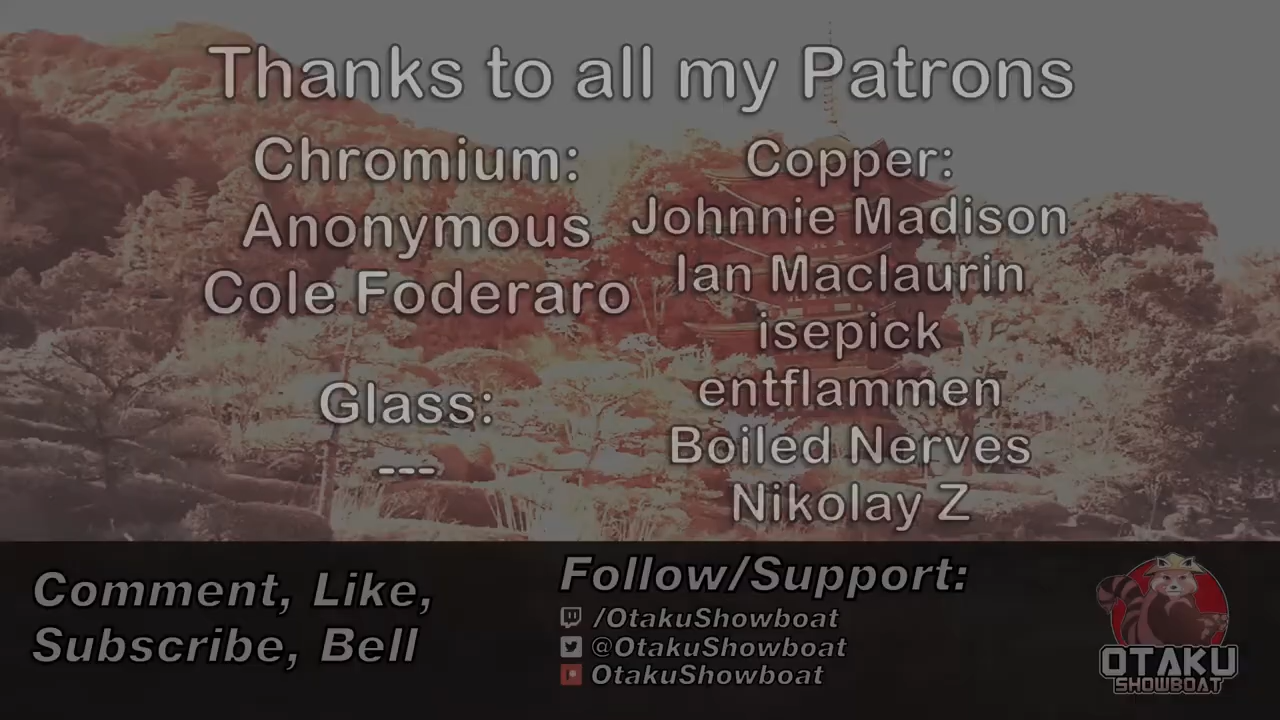 Thanks to all my Patrons
Chromium:
Anonymous
Cole Foderaro
Glass:
---
Copper:
Johnnie Madison
Ian Maclaurin
isepick
entflammen
Boiled Nerves
Nikolay Z
Comment, Like,
Subscribe, Bell
Follow/Support:
/OtakuShowboat
@OtakuShowboat
OtakuShowboat
OTAKU
SHOWBOAT